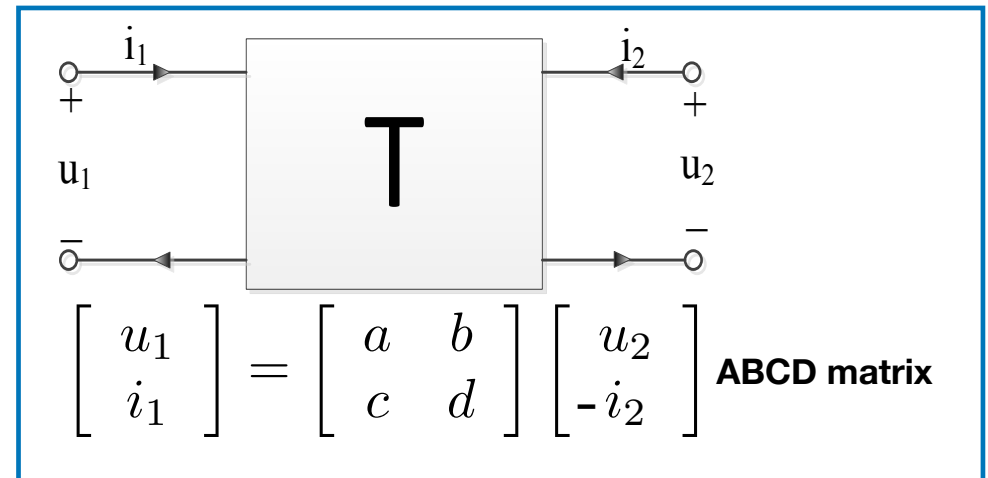 i₁ i₂
+ +
T
u₁ u₂
− −
[ u₁ ] = [ a b ] [ u₂ ] ABCD matrix
[ i₁ ] [ c d ] [ -i₂ ]